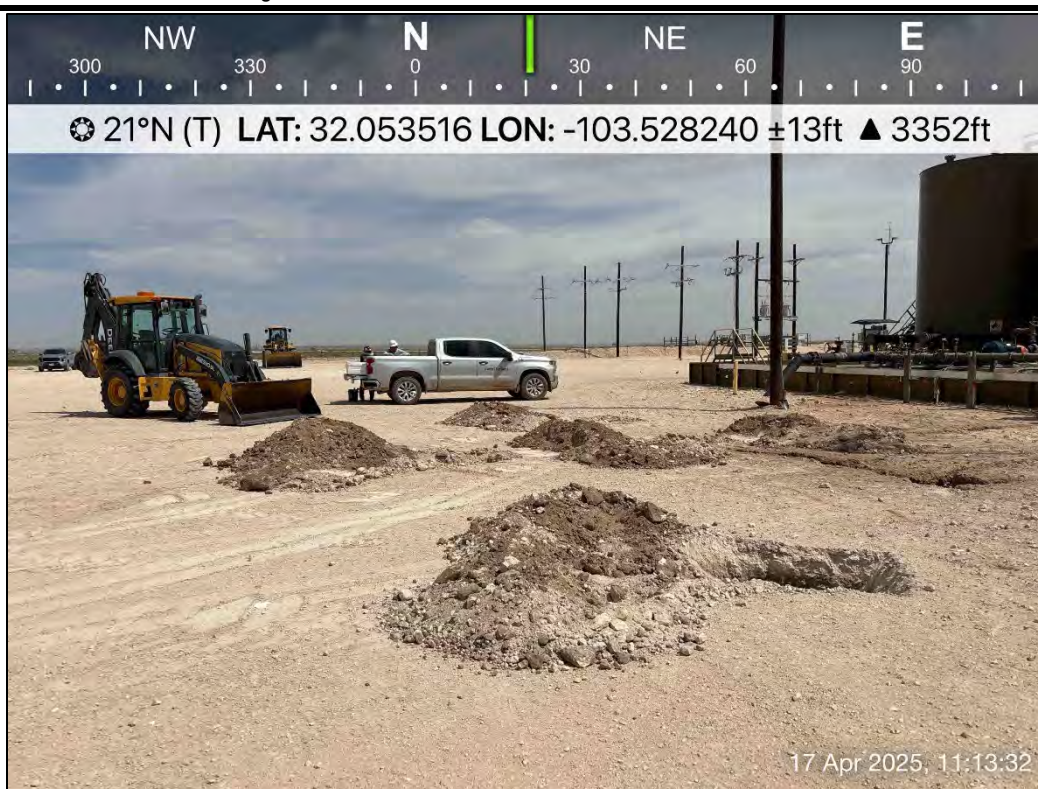 NW N NE E
300 330 0 30 60 90
21°N (T) LAT: 32.053516 LON: -103.528240 ±13ft ▲ 3352ft
17 Apr 2025, 11:13:32